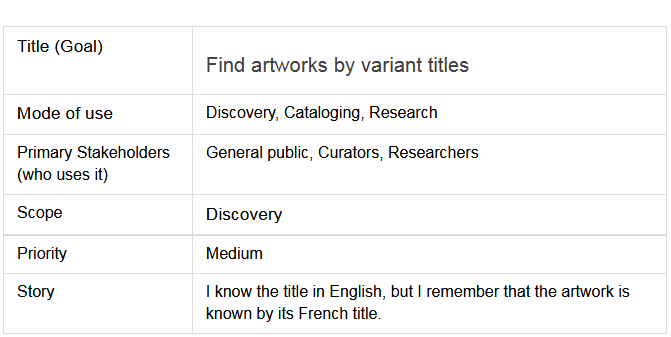 Title (Goal)
Find artworks by variant titles
Mode of use
Discovery, Cataloging, Research
Primary Stakeholders
(who uses it)
General public, Curators, Researchers
Scope
Discovery
Priority
Medium
Story
I know the title in English, but I remember that the artwork is
known by its French title.